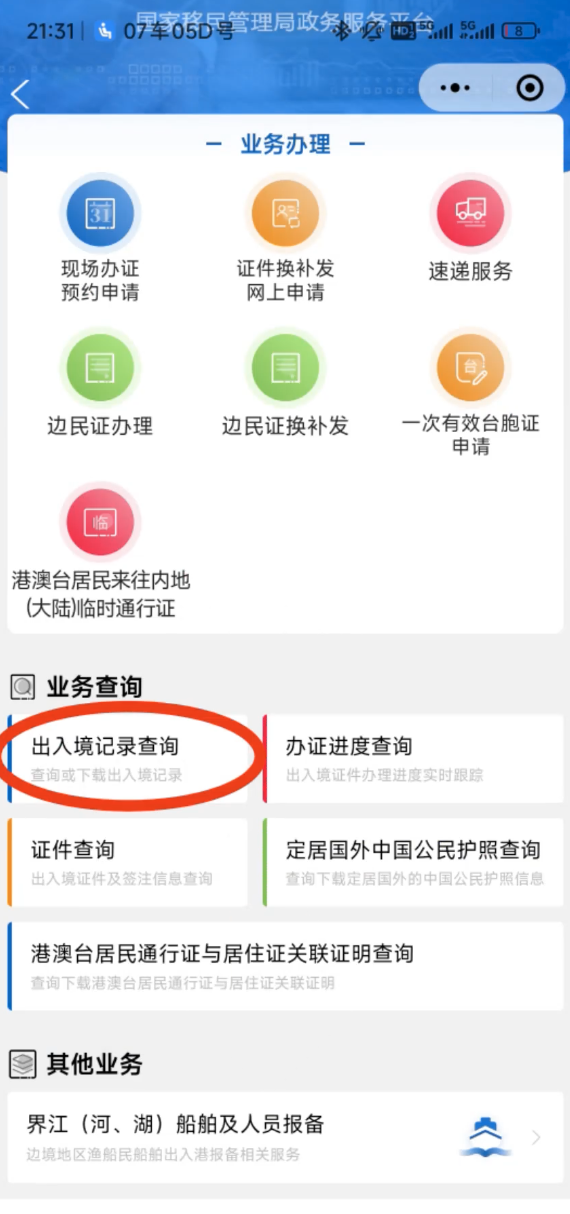 21:31 07车05D号 HD 5G 5G 8
国家移民管理局政务服务平台
业务办理
31
现场办证
预约申请
证件换补发
网上申请
速递服务
边民证办理
边民证换补发
台
一次有效台胞证
申请
临
港澳台居民来往内地
(大陆)临时通行证
业务查询
出入境记录查询
查询或下载出入境记录
办证进度查询
出入境证件办理进度实时跟踪
证件查询
出入境证件及签注信息查询
定居国外中国公民护照查询
查询下载定居国外的中国公民护照信息
港澳台居民通行证与居住证关联证明查询
查询下载港澳台居民通行证与居住证关联证明
其他业务
界江（河、湖）船舶及人员报备
边境地区渔船民船舶出入港报备相关服务